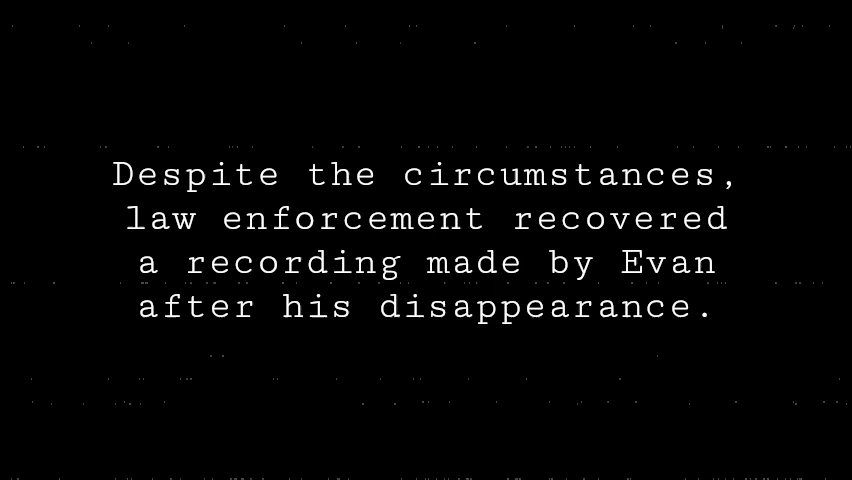 Despite the circumstances,
law enforcement recovered
a recording made by Evan
after his disappearance.